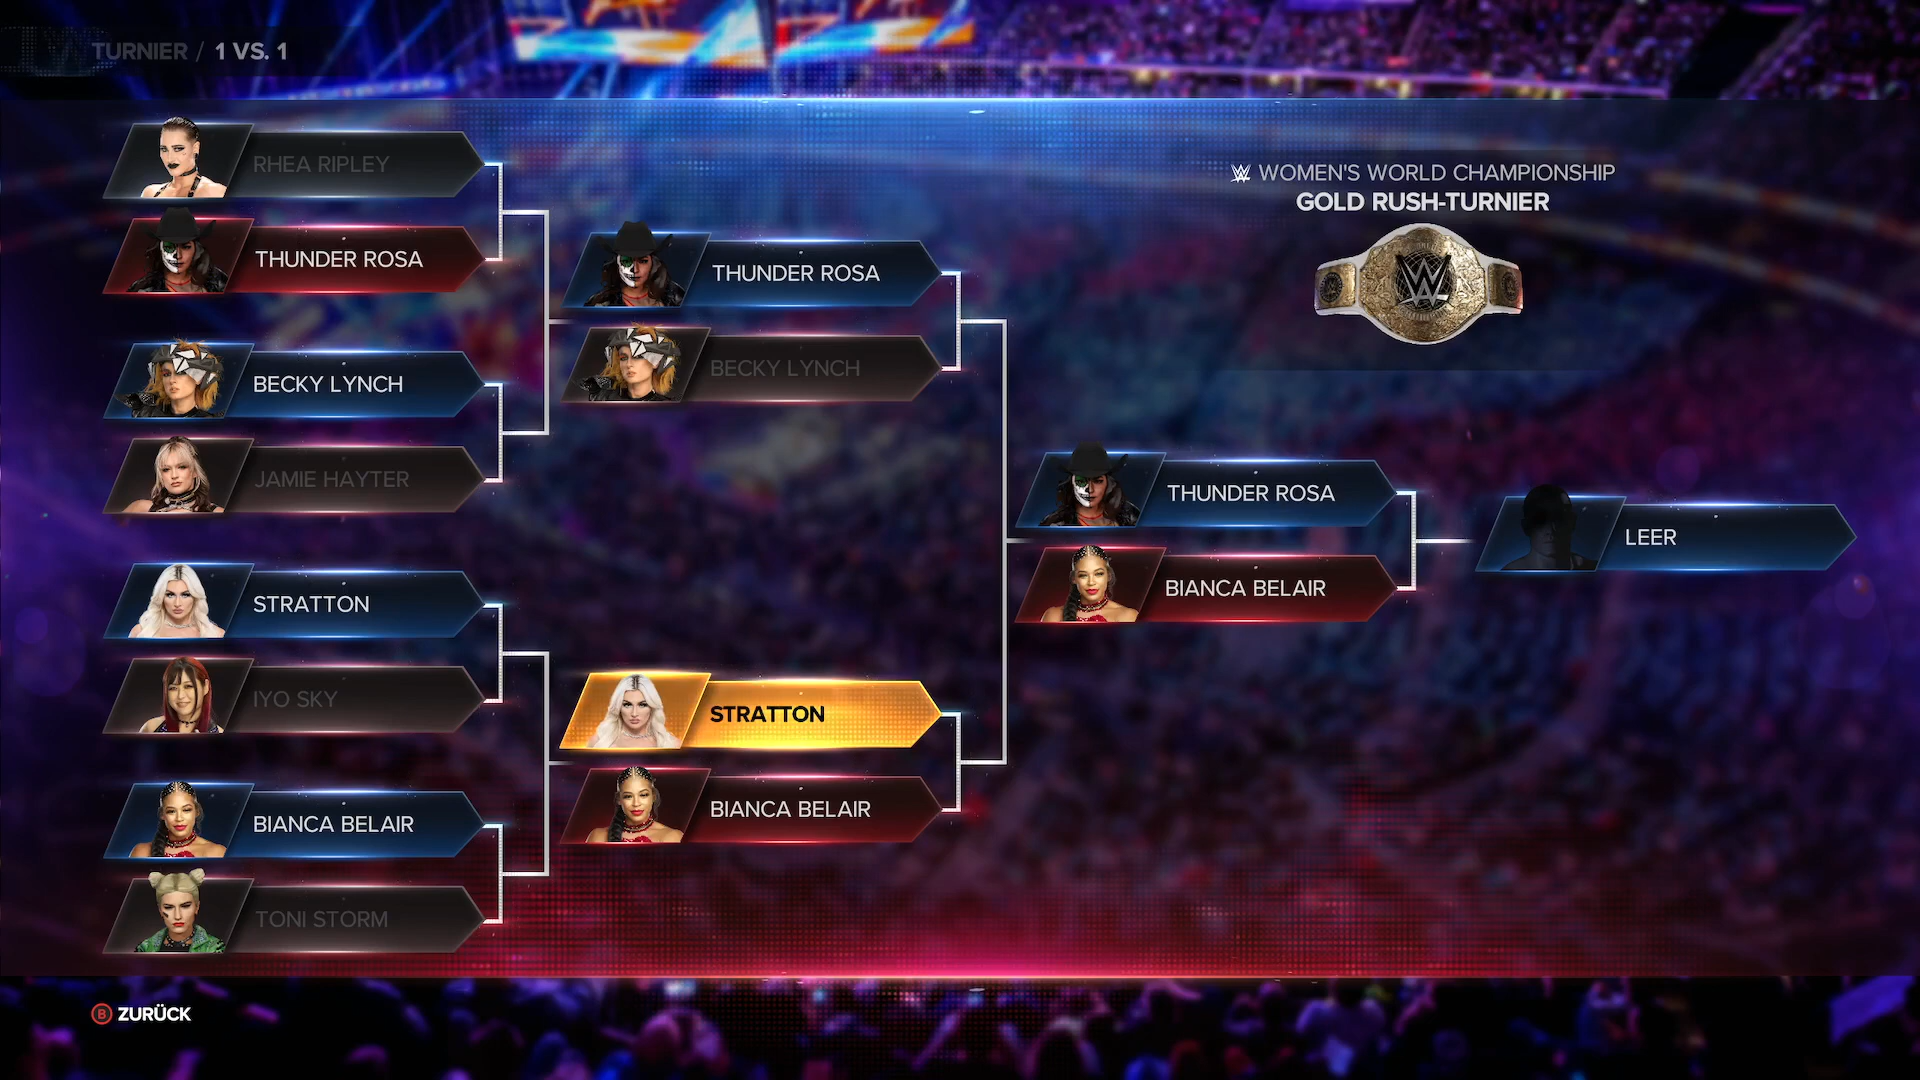 TURNIER / 1 VS. 1
WOMEN'S WORLD CHAMPIONSHIP
GOLD RUSH-TURNIER
RHEA RIPLEY
THUNDER ROSA
BECKY LYNCH
JAMIE HAYTER
STRATTON
IYO SKY
BIANCA BELAIR
TONI STORM
THUNDER ROSA
BECKY LYNCH
STRATTON
BIANCA BELAIR
THUNDER ROSA
BIANCA BELAIR
LEER
B ZURÜCK